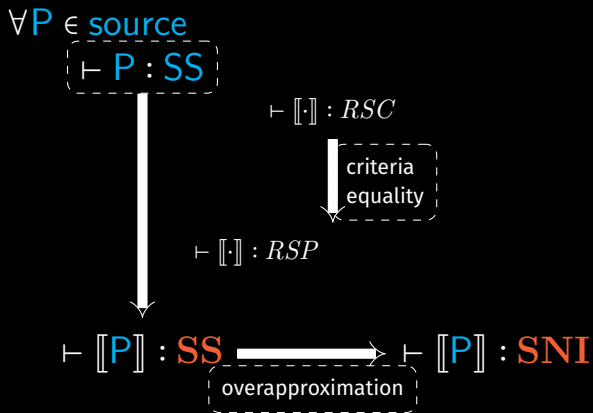 ∀P ∈ source
⊢ P : SS
⊢ ⟦·⟧ : RSC
criteria
equality
⊢ ⟦·⟧ : RSP
⊢ ⟦P⟧ : SS
⊢ ⟦P⟧ : SNI
overapproximation